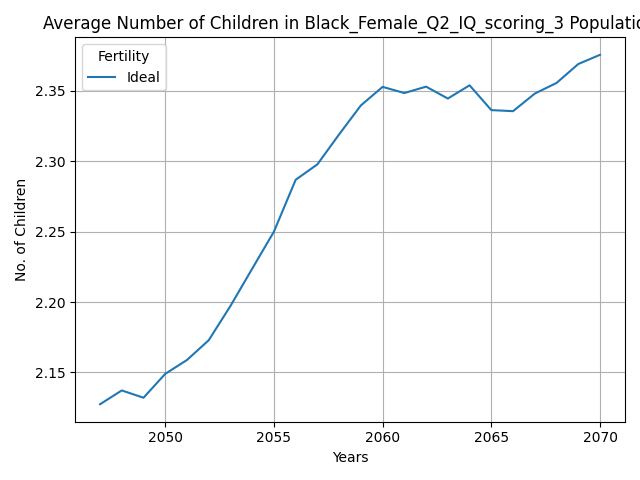 Average Number of Children in Black_Female_Q2_IQ_scoring_3 Populatio
Fertility
Ideal
No. of Children
2.35
2.30
2.25
2.20
2.15
2050 2055 2060 2065 2070
Years